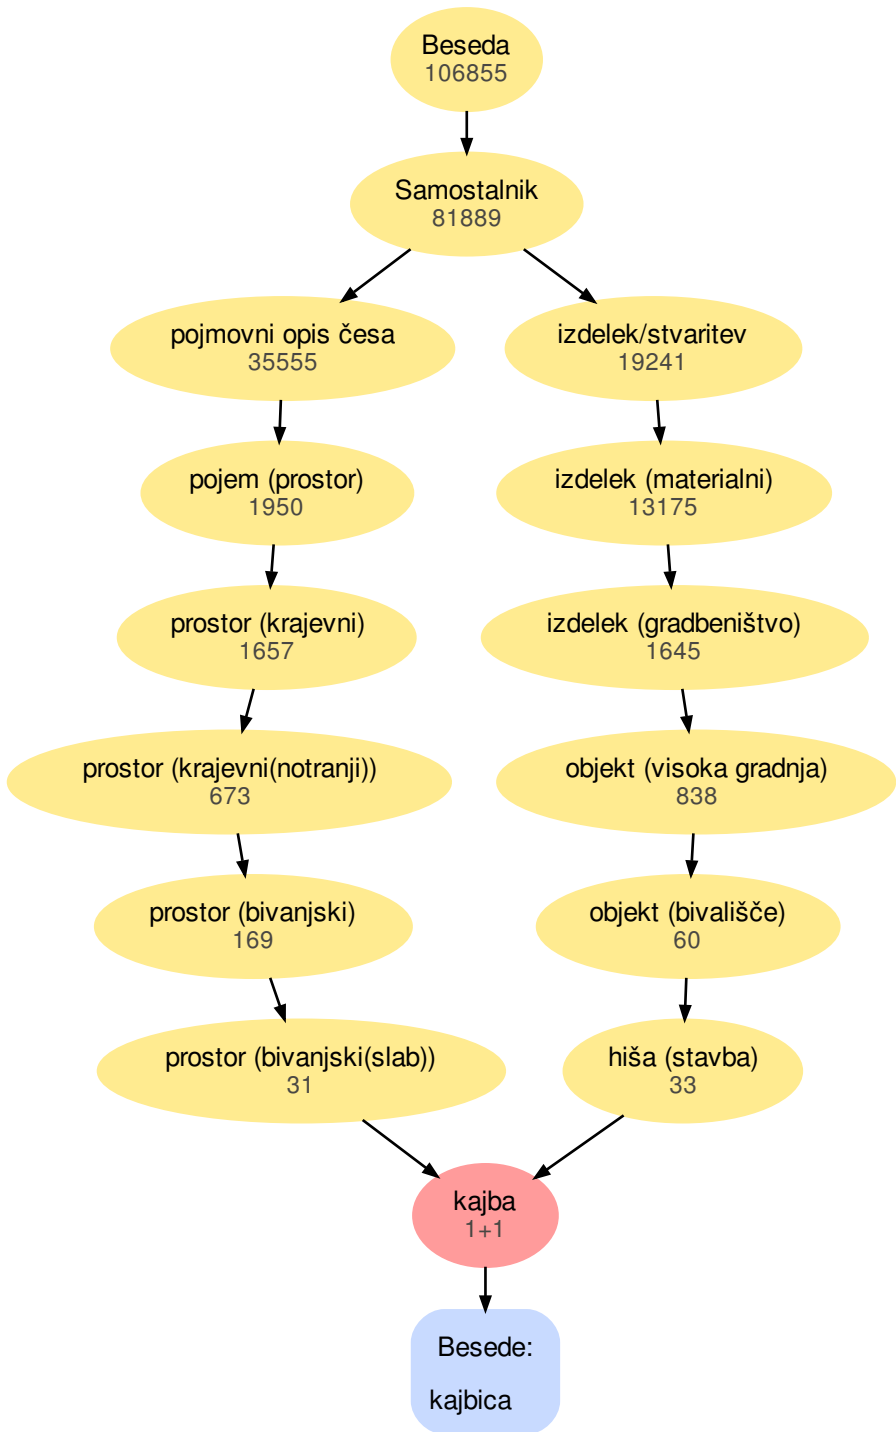 Beseda
106855
Samostalnik
81889
pojmovni opis česa
35555
izdelek/stvaritev
19241
pojem (prostor)
1950
izdelek (materialni)
13175
prostor (krajevni)
1657
izdelek (gradbeništvo)
1645
prostor (krajevni(notranji))
673
objekt (visoka gradnja)
838
prostor (bivanjski)
169
objekt (bivališče)
60
prostor (bivanjski(slab))
31
hiša (stavba)
33
kajba
1+1
Besede:
kajbica